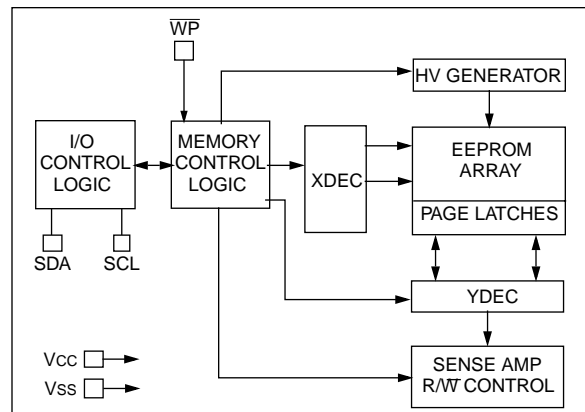 W̅P̅
HV GENERATOR
I/O
CONTROL
LOGIC
MEMORY
CONTROL
LOGIC
XDEC
EEPROM
ARRAY
PAGE LATCHES
SDA
SCL
YDEC
Vcc
Vss
SENSE AMP
R/W̅ CONTROL